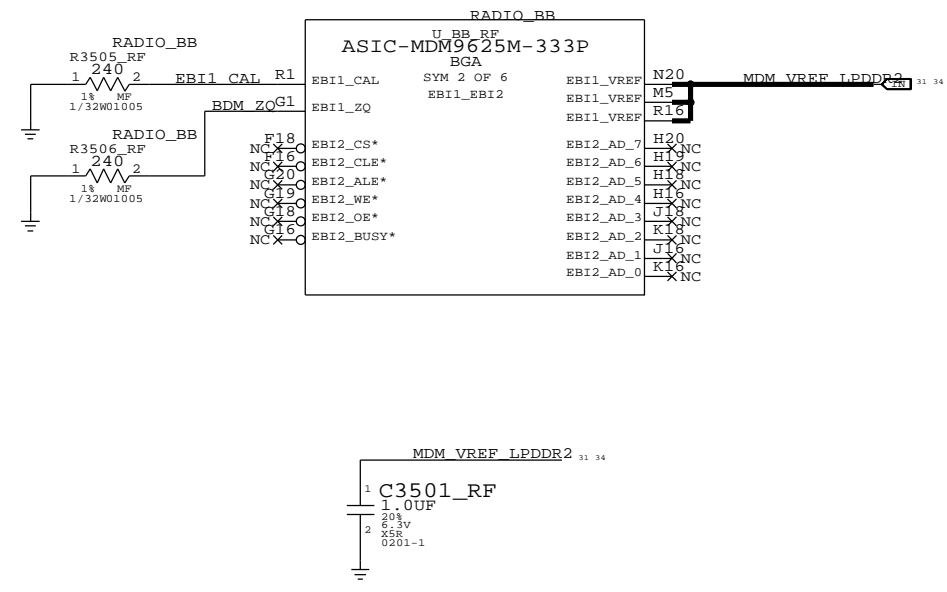 RADIO_BB
U_BB_RF
ASIC-MDM9625M-333P
BGA
SYM 2 OF 6
EBI1_EBI2
RADIO_BB
R3505_RF
240
1
2
1%
MF
1/32W
01005
EBI1_CAL
R1
EBI1_CAL
BDM_ZQ
G1
EBI1_ZQ
RADIO_BB
R3506_RF
240
1
2
1%
MF
1/32W
01005
NC
F18
EBI2_CS*
NC
F16
EBI2_CLE*
NC
G20
EBI2_ALE*
NC
G19
EBI2_WE*
NC
G18
EBI2_OE*
NC
G16
EBI2_BUSY*
EBI1_VREF
N20
MDM_VREF_LPDDR2
IN
31 34
EBI1_VREF
M5
EBI1_VREF
R16
EBI2_AD_7
H20
NC
EBI2_AD_6
H19
NC
EBI2_AD_5
H18
NC
EBI2_AD_4
H16
NC
EBI2_AD_3
J18
NC
EBI2_AD_2
K18
NC
EBI2_AD_1
J16
NC
EBI2_AD_0
K16
NC
MDM_VREF_LPDDR2
31 34
1
C3501_RF
1.0UF
20%
6.3V
2
X5R
0201-1